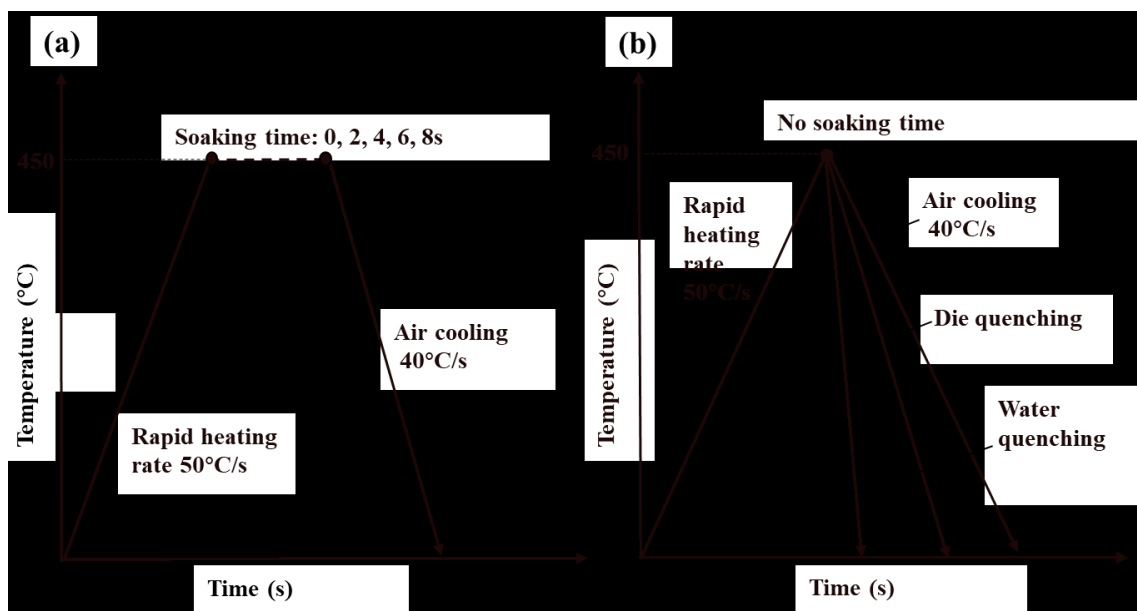 (a)
Soaking time: 0, 2, 4, 6, 8s
450
Temperature (°C)
Air cooling
40°C/s
Rapid heating
rate 50°C/s
Time (s)
(b)
No soaking time
450
Rapid
heating
rate
50°C/s
Air cooling
40°C/s
Temperature (°C)
Die quenching
Water
quenching
Time (s)